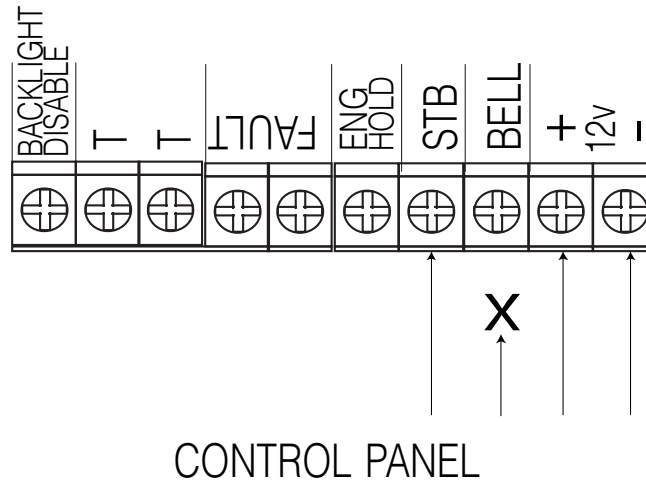 BACKLIGHT
DISABLE
T
T
FAULT
ENG
HOLD
STB
BELL
+
12v
-
X
CONTROL PANEL